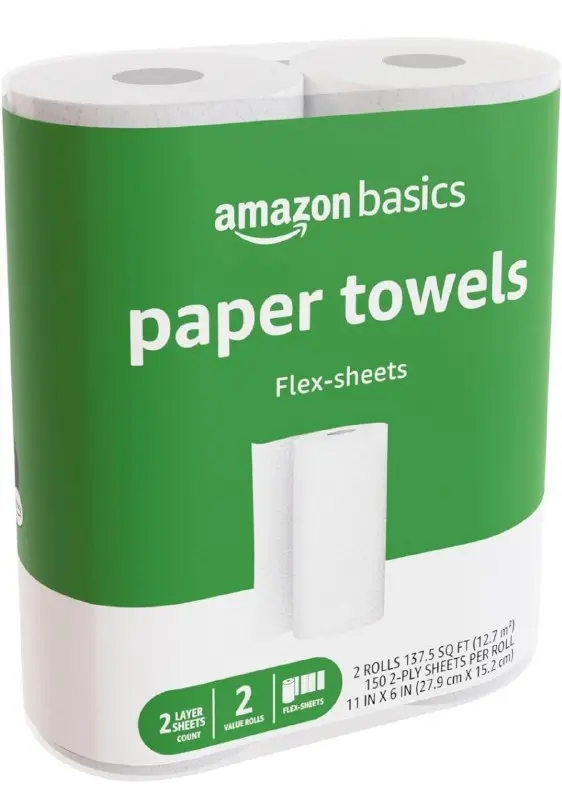 amazon basics
paper towels
Flex-sheets
2 ROLLS 137.5 SQ FT (12.7 m²)
150 2-PLY SHEETS PER ROLL
11 IN X 6 IN (27.9 cm X 15.2 cm)
2 LAYER
SHEETS
COUNT
2
VALUE ROLLS
FLEX-SHEETS